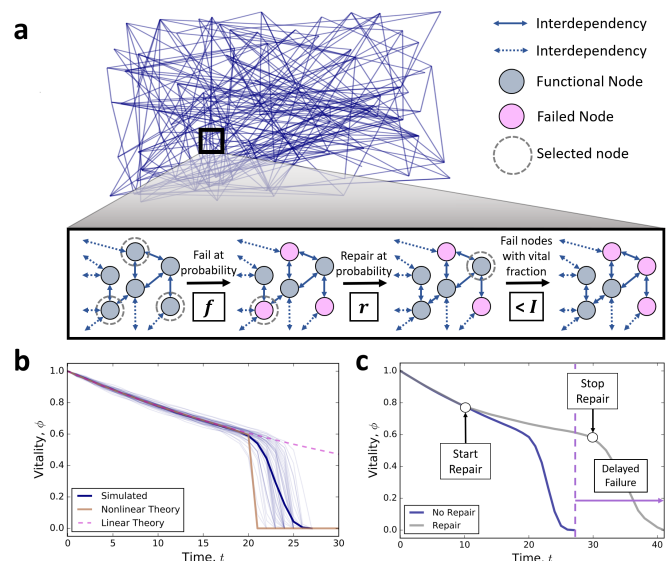 a
Interdependency
Interdependency
Functional Node
Failed Node
Selected node
Fail at
probability
f
Repair at
probability
r
Fail nodes
with vital
fraction
< I
b
Vitality, ϕ
1.0
0.8
0.6
0.4
0.2
0.0
Simulated
Nonlinear Theory
Linear Theory
0 5 10 15 20 25 30
Time, t
c
Vitality, ϕ
1.0
0.8
0.6
0.4
0.2
0.0
Start
Repair
Stop
Repair
Delayed
Failure
No Repair
Repair
0 10 20 30 40
Time, t